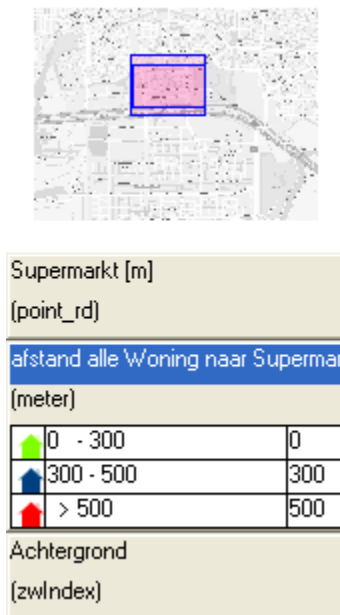 Supermarkt [m]
(point_rd)
afstand alle Woning naar Supermar
(meter)
0 - 300 0
300 - 500 300
> 500 500
Achtergrond
(zwIndex)